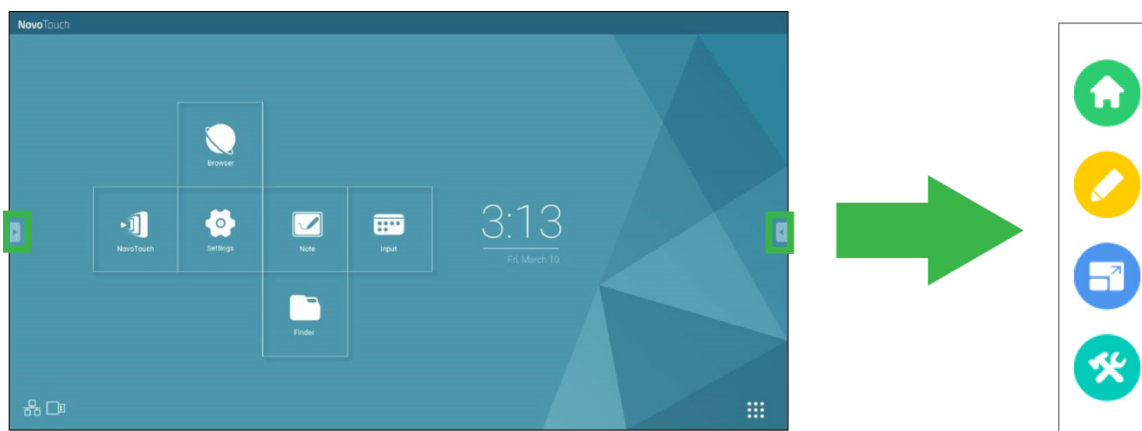 NovoTouch
Browser
NovoTouch
Settings
Note
Input
3:13
Fri, March 10
Finder